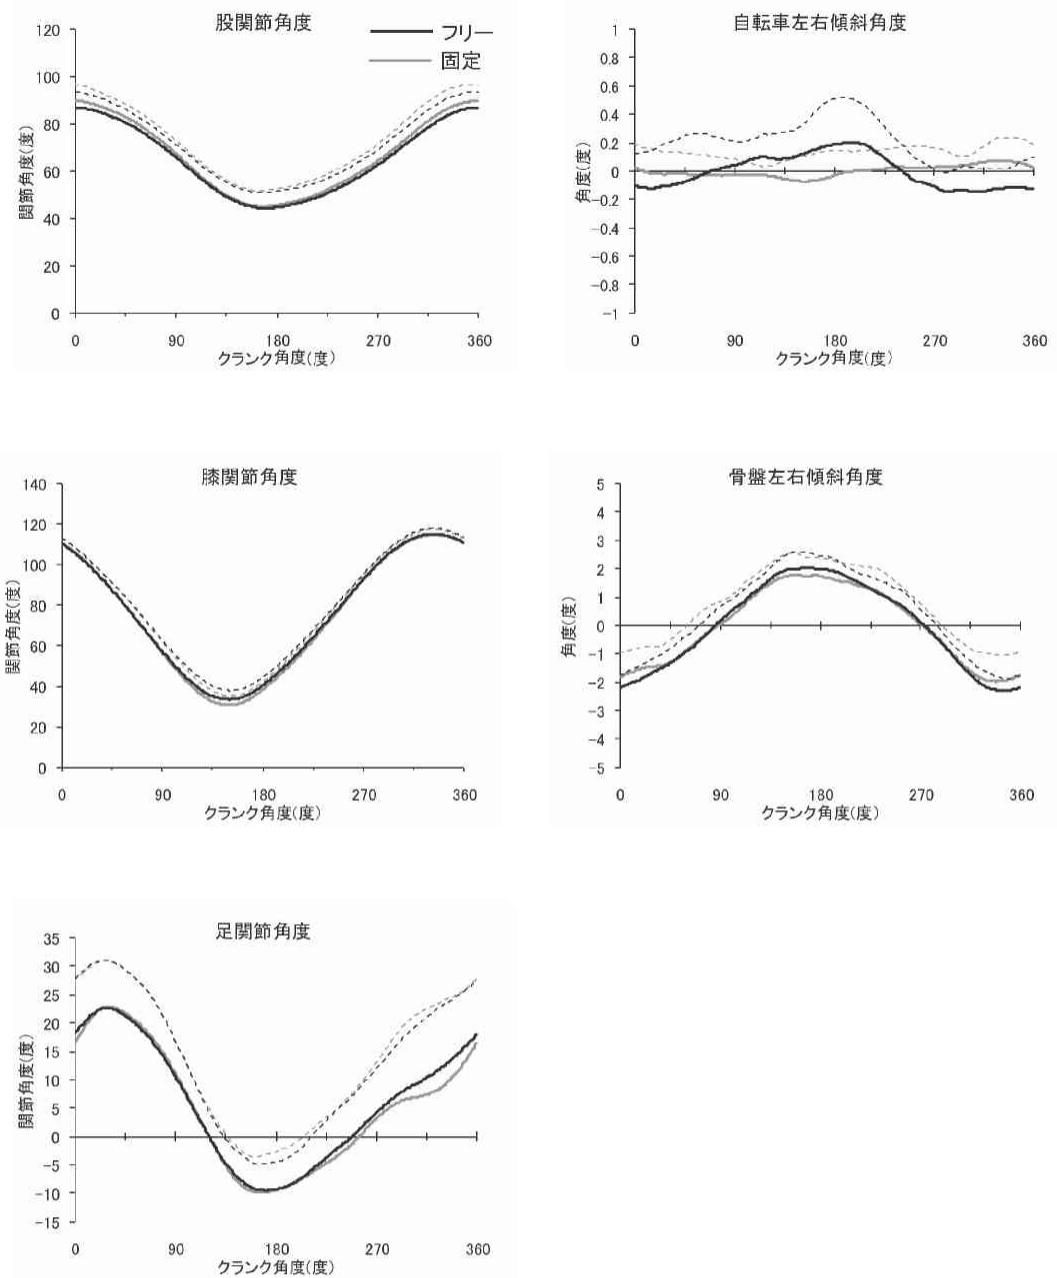 股関節角度
フリー
固定
120
100
80
60
40
20
0
関節角度(度)
0 90 180 270 360
クランク角度(度)
自転車左右傾斜角度
1
0.8
0.6
0.4
0.2
0
-0.2
-0.4
-0.6
-0.8
-1
角度(度)
0 90 180 270 360
クランク角度(度)
膝関節角度
140
120
100
80
60
40
20
0
関節角度(度)
0 90 180 270 360
クランク角度(度)
骨盤左右傾斜角度
5
4
3
2
1
0
-1
-2
-3
-4
-5
角度(度)
0 90 180 270 360
クランク角度(度)
足関節角度
35
30
25
20
15
10
5
0
-5
-10
-15
関節角度(度)
0 90 180 270 360
クランク角度(度)